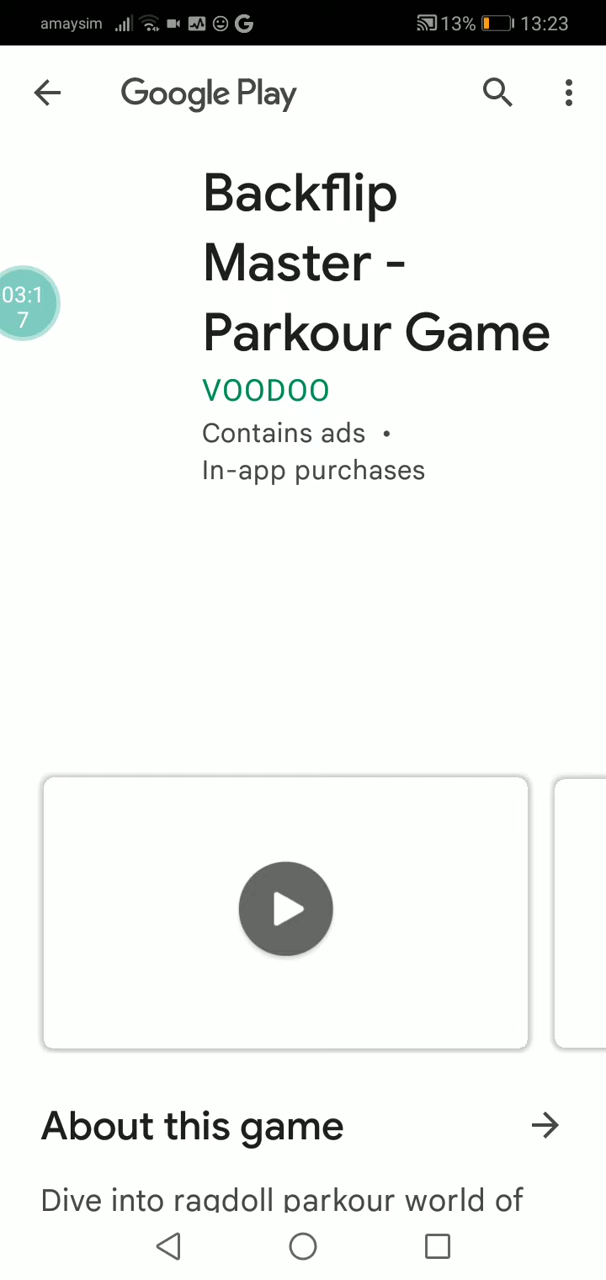 amaysim 13% 13:23
Google Play
Backflip
Master -
Parkour Game
03:1
7
VOODOO
Contains ads •
In-app purchases
About this game
Dive into ragdoll parkour world of